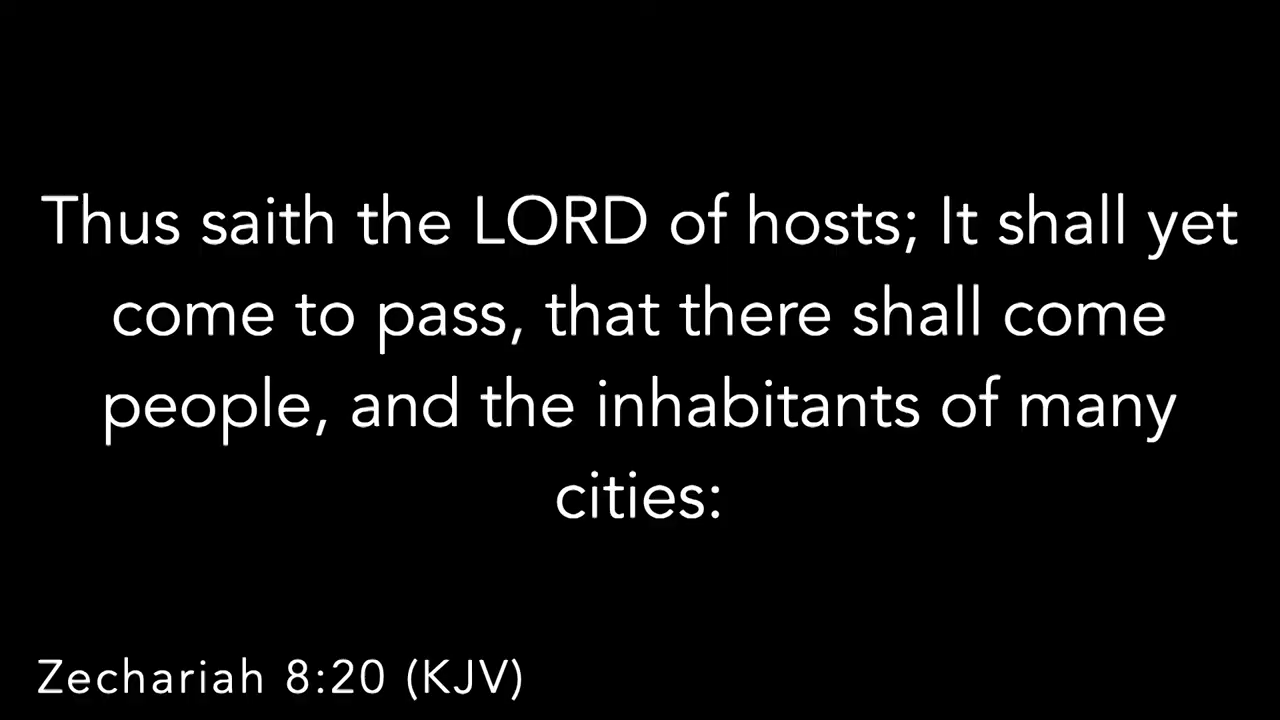 Thus saith the LORD of hosts; It shall yet
come to pass, that there shall come
people, and the inhabitants of many
cities:
Zechariah 8:20 (KJV)